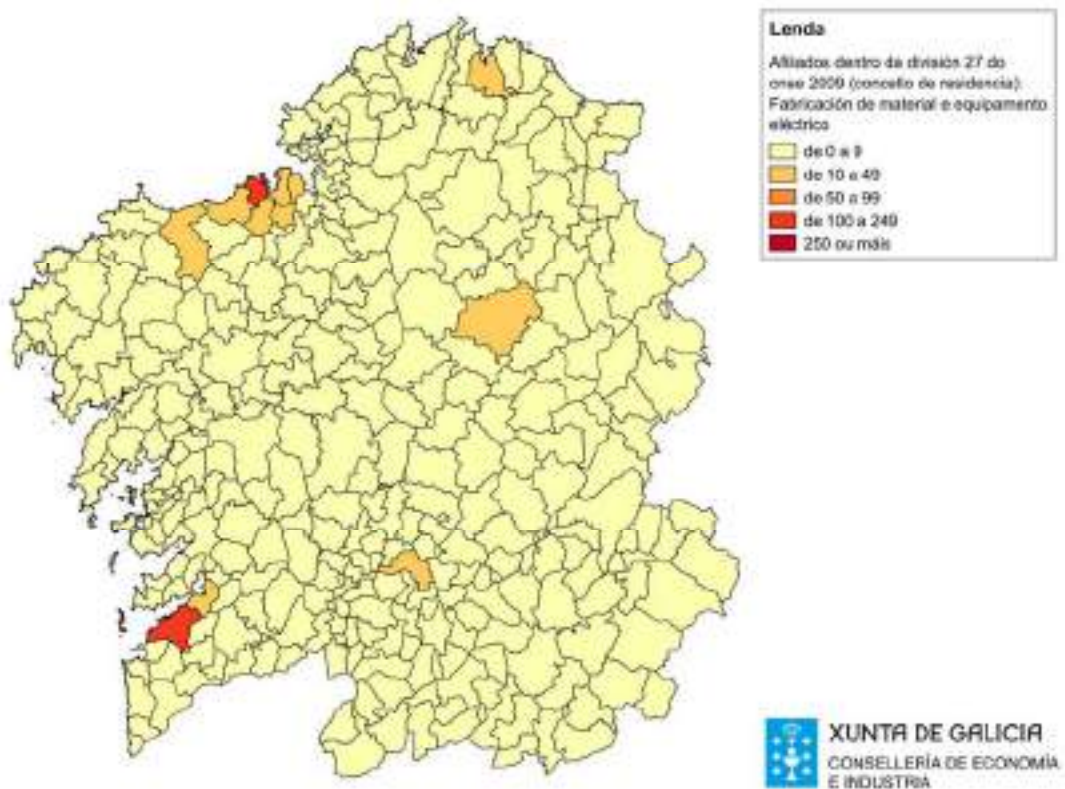 Lenda
Afiliados dentro da división 27 do
cnae 2009 (concello de residencia):
Fabricación de material e equipamento
eléctrico
de 0 a 9
de 10 a 49
de 50 a 99
de 100 a 249
250 ou máis
XUNTA DE GALICIA
CONSELLERÍA DE ECONOMÍA
E INDUSTRIA